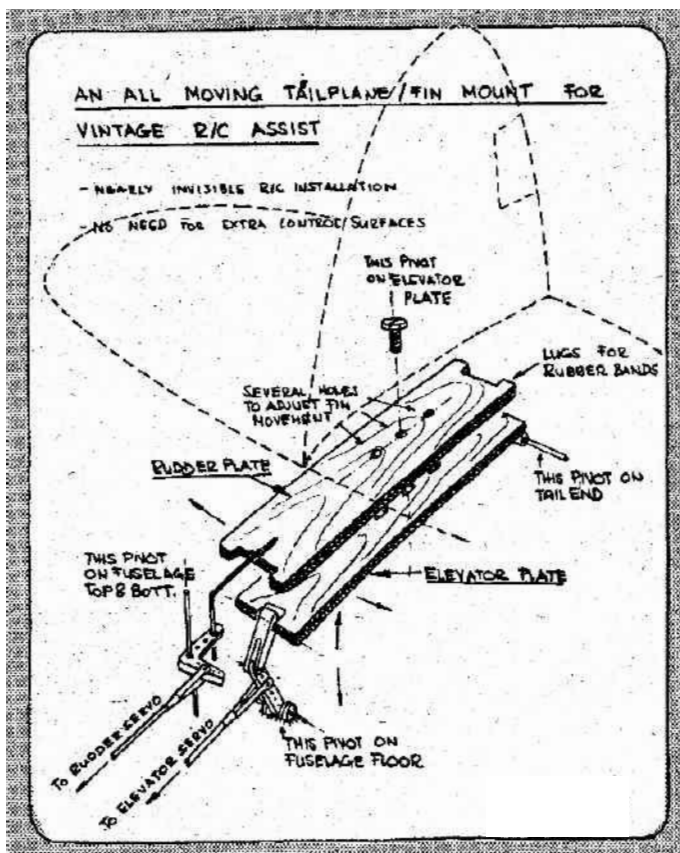 AN ALL MOVING TAILPLANE/FIN MOUNT FOR
VINTAGE R/C ASSIST
- NEARLY INVISIBLE R/C INSTALLATION
- NO NEED FOR EXTRA CONTROL SURFACES
THIS PIVOT
ON ELEVATOR
PLATE
LUGS FOR
RUBBER BANDS
SEVERAL HOLES
TO ADJUST FIN
MOVEMENT
RUDDER PLATE
THIS PIVOT ON
TAIL END
THIS PIVOT
ON FUSELAGE
TOP & BOTT.
ELEVATOR PLATE
TO RUDDER SERVO
TO ELEVATOR SERVO
THIS PIVOT ON
FUSELAGE FLOOR